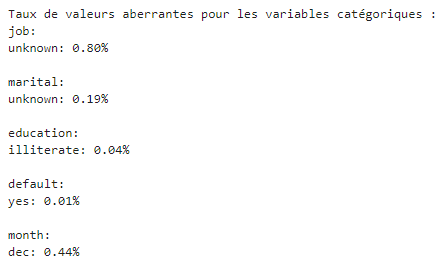 Taux de valeurs aberrantes pour les variables catégoriques :
job:
unknown: 0.80%
marital:
unknown: 0.19%
education:
illiterate: 0.04%
default:
yes: 0.01%
month:
dec: 0.44%